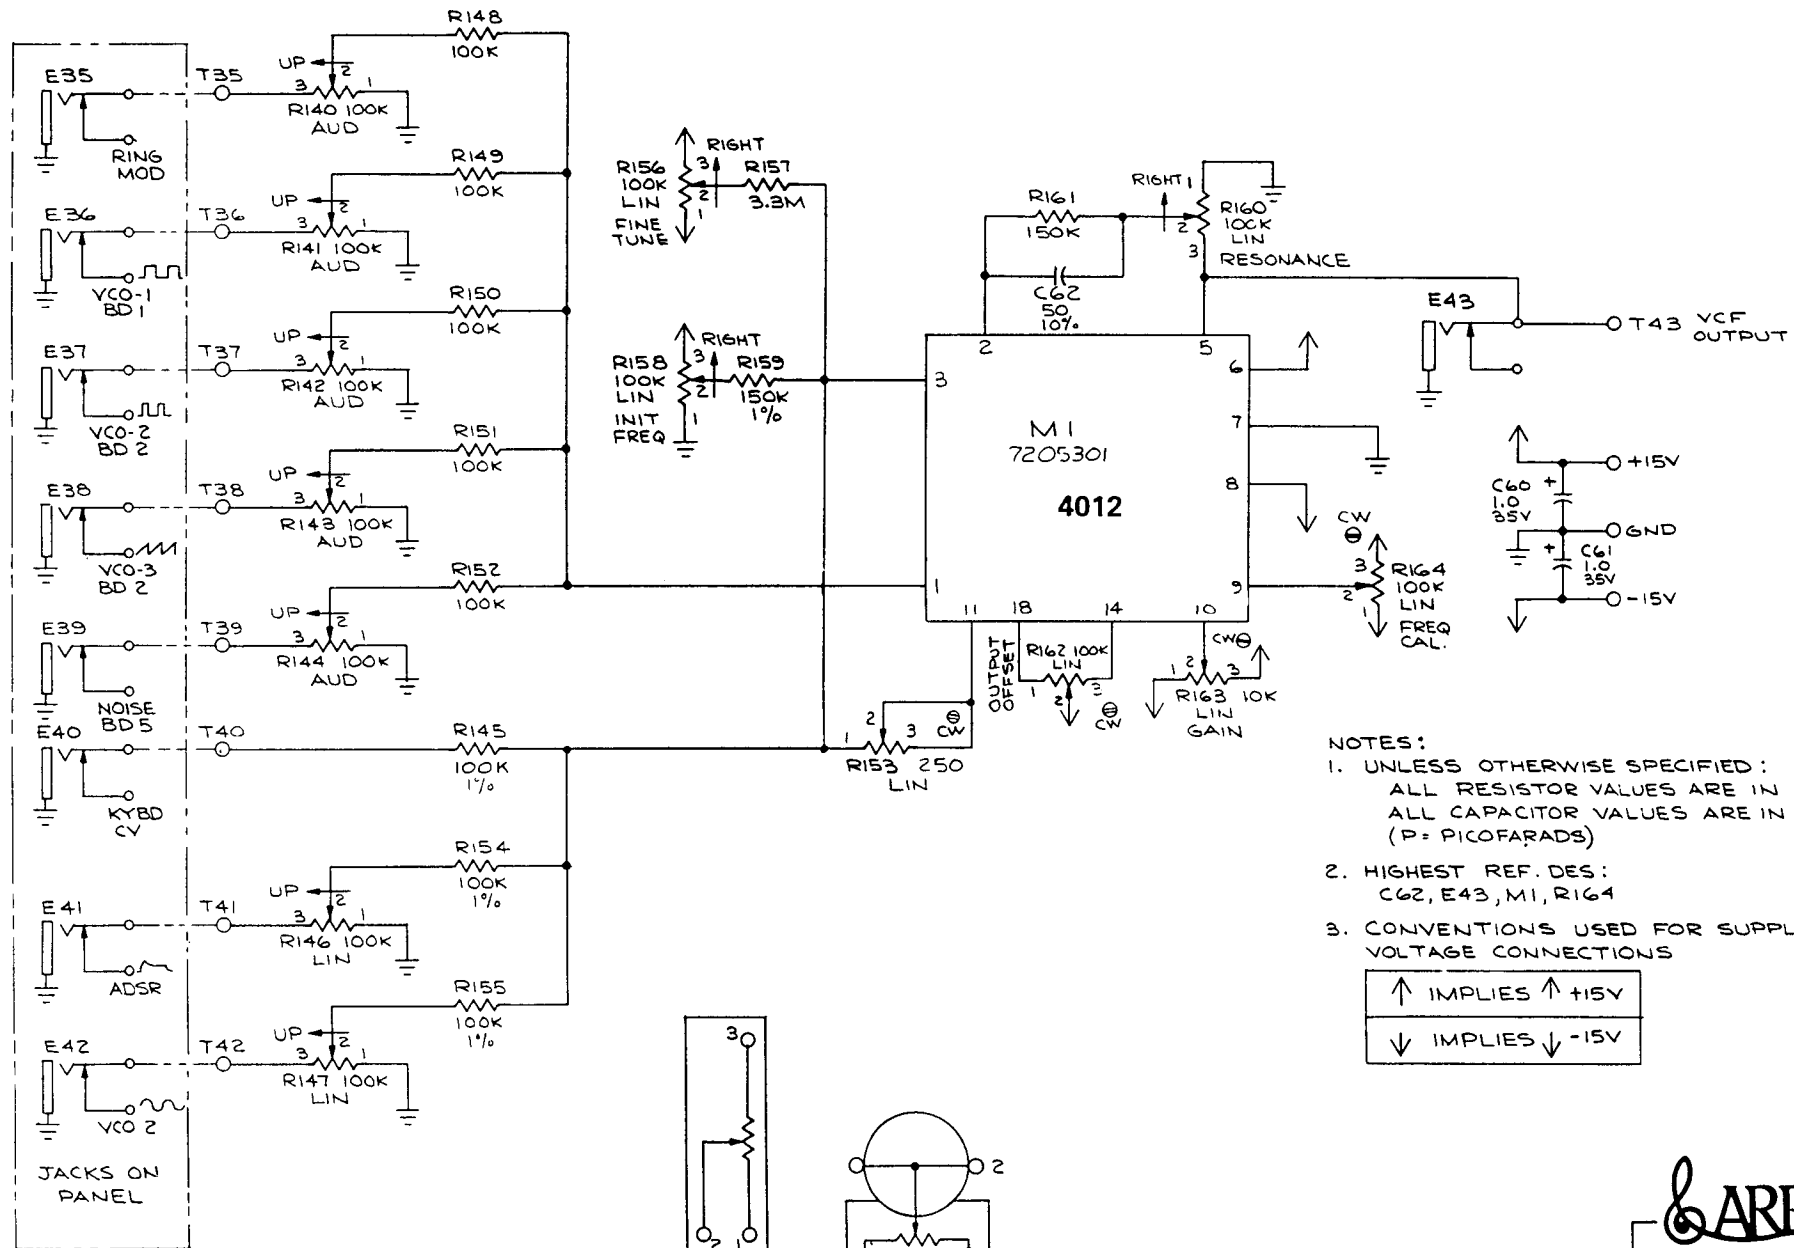 E35
T35
R148
100K
UP
2
3
1
R140 100K
AUD
RING
MOD
E36
T36
R149
100K
UP
2
3
1
R141 100K
AUD
VCO-1
BD 1
E37
T37
R150
100K
UP
2
3
1
R142 100K
AUD
VCO-2
BD 2
E38
T38
R151
100K
UP
2
3
1
R143 100K
AUD
VCO-3
BD 2
E39
T39
R152
100K
UP
2
3
1
R144 100K
AUD
NOISE
BD 5
E40
T40
R145
100K
1%
KYBD
CV
E41
T41
R154
100K
1%
UP
2
3
1
R146 100K
LIN
ADSR
E42
T42
R155
100K
1%
UP
2
3
1
R147 100K
LIN
VCO 2
JACKS ON
PANEL
R156
100K
LIN
FINE
TUNE
3
2
1
RIGHT
R157
3.3M
R158
100K
LIN
INIT
FREQ
3
2
1
RIGHT
R159
150K
1%
R161
150K
C62
50
10%
RIGHT
1
2
3
R160
100K
LIN
RESONANCE
2
5
3
1
6
7
8
9
M1
7205301
4012
11
18
14
10
E43
T43 VCF
OUTPUT
+15V
C60
1.0
35V
+
GND
C61
1.0
35V
+
-15V
CW
3
2
1
R164
100K
LIN
FREQ
CAL.
OUTPUT
OFFSET
R162 100K
LIN
1
2
3
CW
CW
1
2
3
R163 10K
LIN
GAIN
1
2
3
CW
R153 250
LIN
NOTES:
1. UNLESS OTHERWISE SPECIFIED:
ALL RESISTOR VALUES ARE IN
ALL CAPACITOR VALUES ARE IN
(P = PICOFARADS)
2. HIGHEST REF. DES:
C62, E43, M1, R164
3. CONVENTIONS USED FOR SUPPL
VOLTAGE CONNECTIONS
↑ IMPLIES ↑ +15V
↓ IMPLIES ↓ -15V
3
2
1
2
ARP